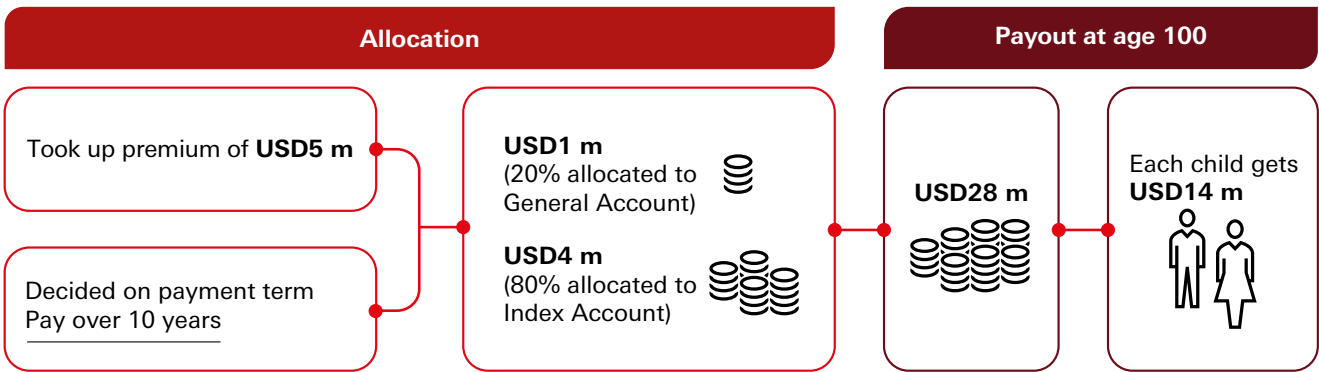 Allocation
Payout at age 100
Took up premium of USD5 m
Decided on payment term
Pay over 10 years
USD1 m
(20% allocated to
General Account)
USD4 m
(80% allocated to
Index Account)
USD28 m
Each child gets
USD14 m